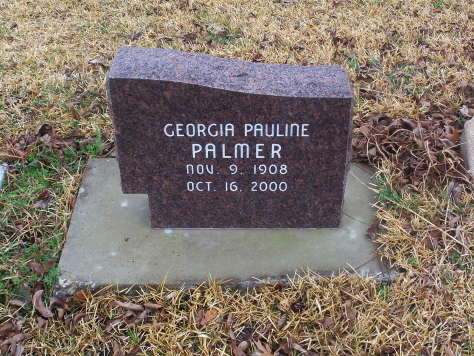 GEORGIA PAULINE
PALMER
NOV. 9. 1908
OCT. 16. 2000